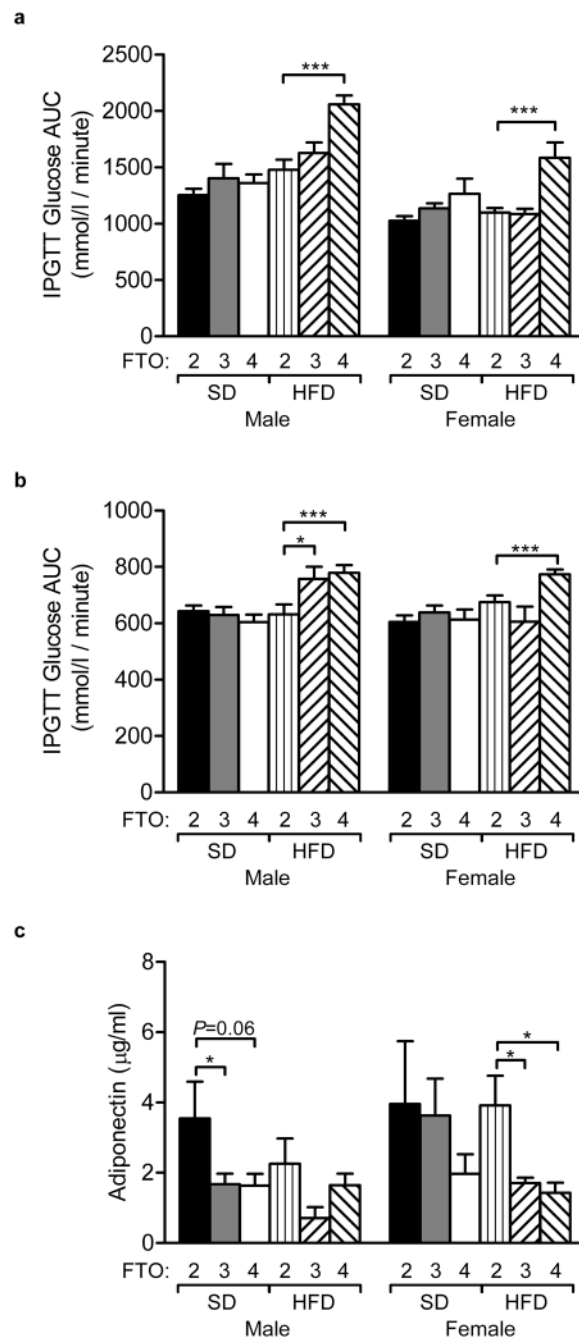 a
IPGTT Glucose AUC
(mmol/l / minute)
2500
2000
1500
1000
500
0
***
***
FTO: 2 3 4 2 3 4 2 3 4 2 3 4
SD HFD SD HFD
Male Female
b
IPGTT Glucose AUC
(mmol/l / minute)
1000
800
600
400
200
0
***
*
***
FTO: 2 3 4 2 3 4 2 3 4 2 3 4
SD HFD SD HFD
Male Female
c
Adiponectin (μg/ml)
8
6
4
2
0
P=0.06
*
*
*
FTO: 2 3 4 2 3 4 2 3 4 2 3 4
SD HFD SD HFD
Male Female